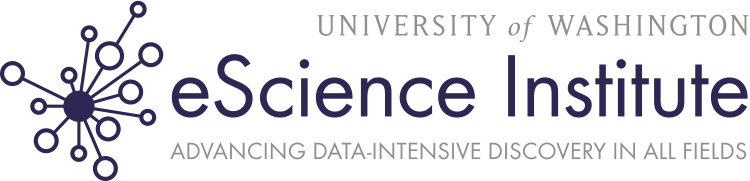 UNIVERSITY of WASHINGTON
eScience Institute
ADVANCING DATA-INTENSIVE DISCOVERY IN ALL FIELDS